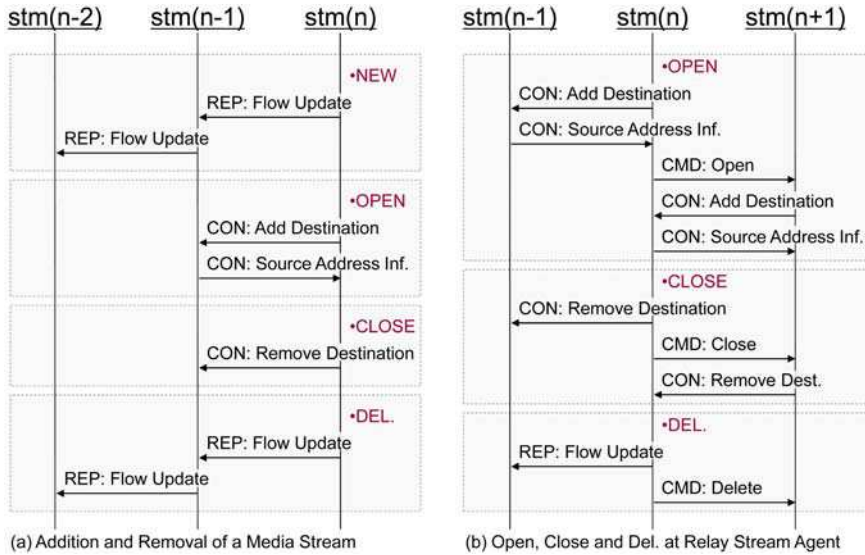 stm(n-2) stm(n-1) stm(n)
•NEW
REP: Flow Update
REP: Flow Update
•OPEN
CON: Add Destination
CON: Source Address Inf.
•CLOSE
CON: Remove Destination
•DEL.
REP: Flow Update
REP: Flow Update
(a) Addition and Removal of a Media Stream
stm(n-1) stm(n) stm(n+1)
•OPEN
CON: Add Destination
CON: Source Address Inf.
CMD: Open
CON: Add Destination
CON: Source Address Inf.
•CLOSE
CON: Remove Destination
CMD: Close
CON: Remove Dest.
•DEL.
REP: Flow Update
CMD: Delete
(b) Open, Close and Del. at Relay Stream Agent